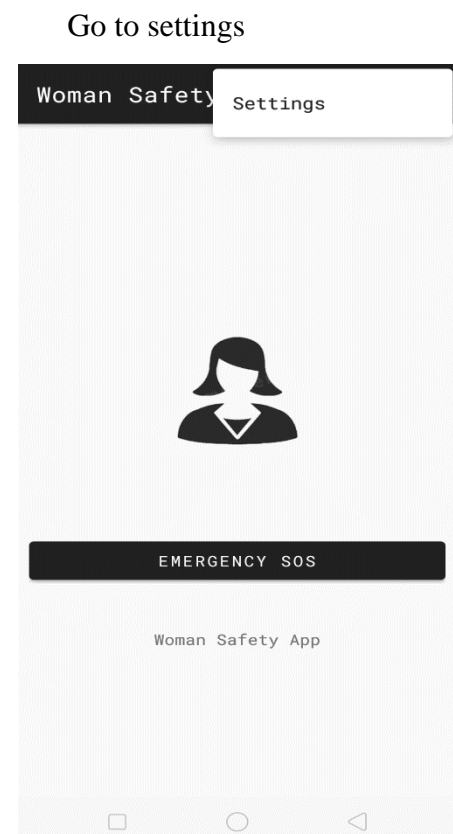 Go to settings
Woman Safety
Settings
EMERGENCY SOS
Woman Safety App